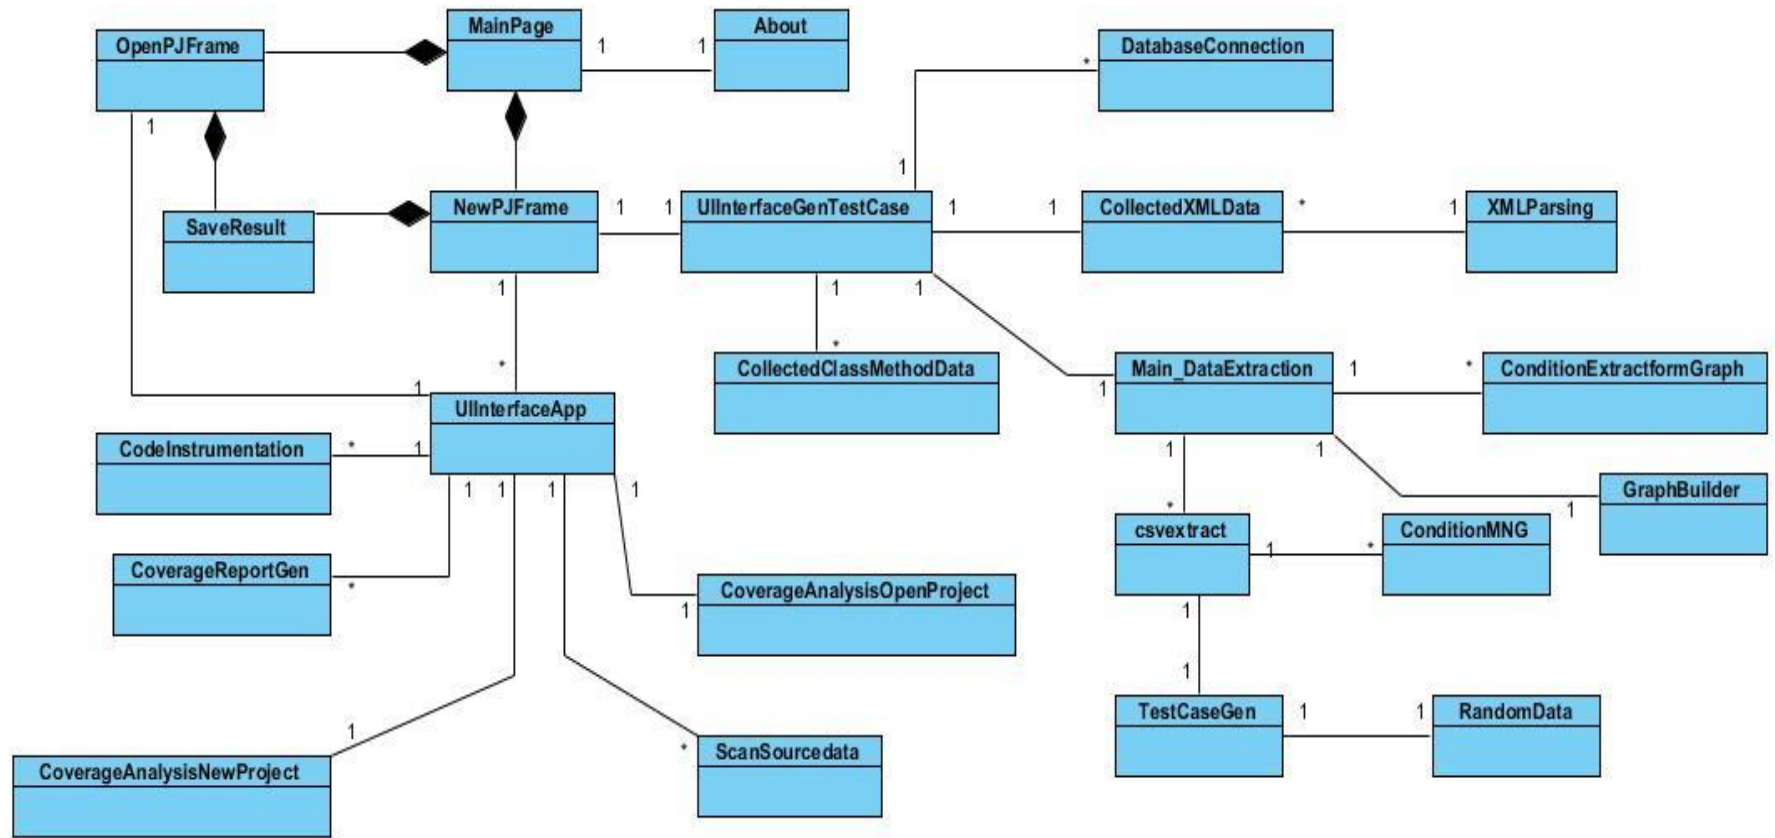 MainPage
About
OpenPJFrame
DatabaseConnection
1
1
*
1
1
NewPJFrame
1
1
UIInterfaceGenTestCase
1
1
CollectedXMLData
*
1
XMLParsing
SaveResult
1
1
1
*
CollectedClassMethodData
Main_DataExtraction
1
*
ConditionExtractformGraph
*
1
1
UIInterfaceApp
CodeInstrumentation
*
1
1
1
GraphBuilder
1
1
1
1
1
*
csvextract
1
*
ConditionMNG
CoverageReportGen
*
CoverageAnalysisOpenProject
1
1
1
TestCaseGen
1
1
RandomData
1
*
ScanSourcedata
CoverageAnalysisNewProject